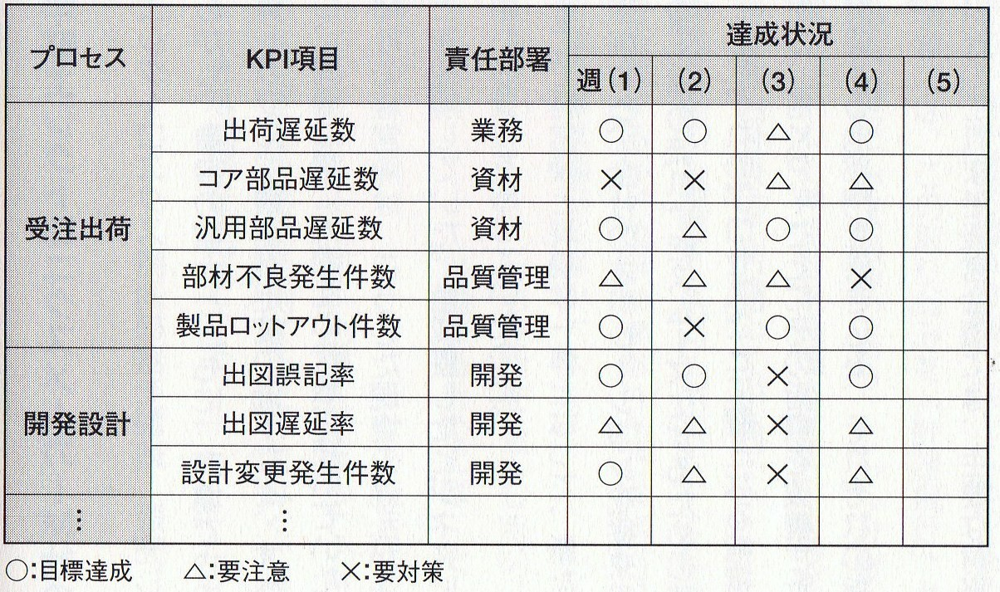 プロセス KPI項目 責任部署 達成状況
週(1) (2) (3) (4) (5)
受注出荷 出荷遅延数 業務 ○ ○ △ ○
コア部品遅延数 資材 × × △ △
汎用部品遅延数 資材 ○ △ ○ ○
部材不良発生件数 品質管理 △ △ △ ×
製品ロットアウト件数 品質管理 ○ × ○ ○
開発設計 出図誤記率 開発 ○ ○ × ○
出図遅延率 開発 △ △ × △
設計変更発生件数 開発 ○ △ × △
⋮ ⋮
○:目標達成 △:要注意 ×:要対策